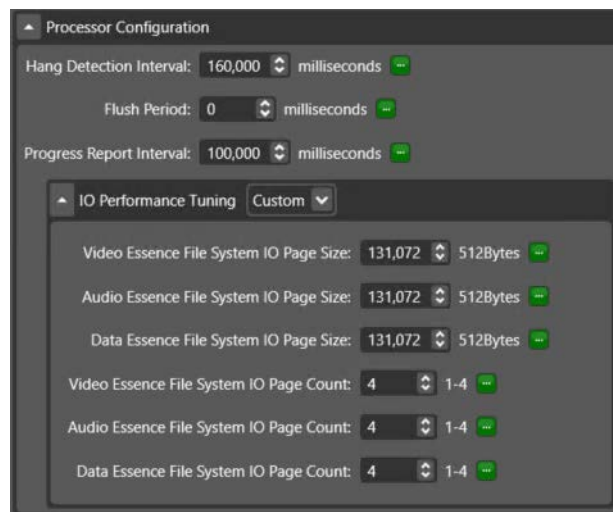 Processor Configuration
Hang Detection Interval: 160,000 milliseconds
Flush Period: 0 milliseconds
Progress Report Interval: 100,000 milliseconds
IO Performance Tuning Custom
Video Essence File System IO Page Size: 131,072 512Bytes
Audio Essence File System IO Page Size: 131,072 512Bytes
Data Essence File System IO Page Size: 131,072 512Bytes
Video Essence File System IO Page Count: 4 1-4
Audio Essence File System IO Page Count: 4 1-4
Data Essence File System IO Page Count: 4 1-4